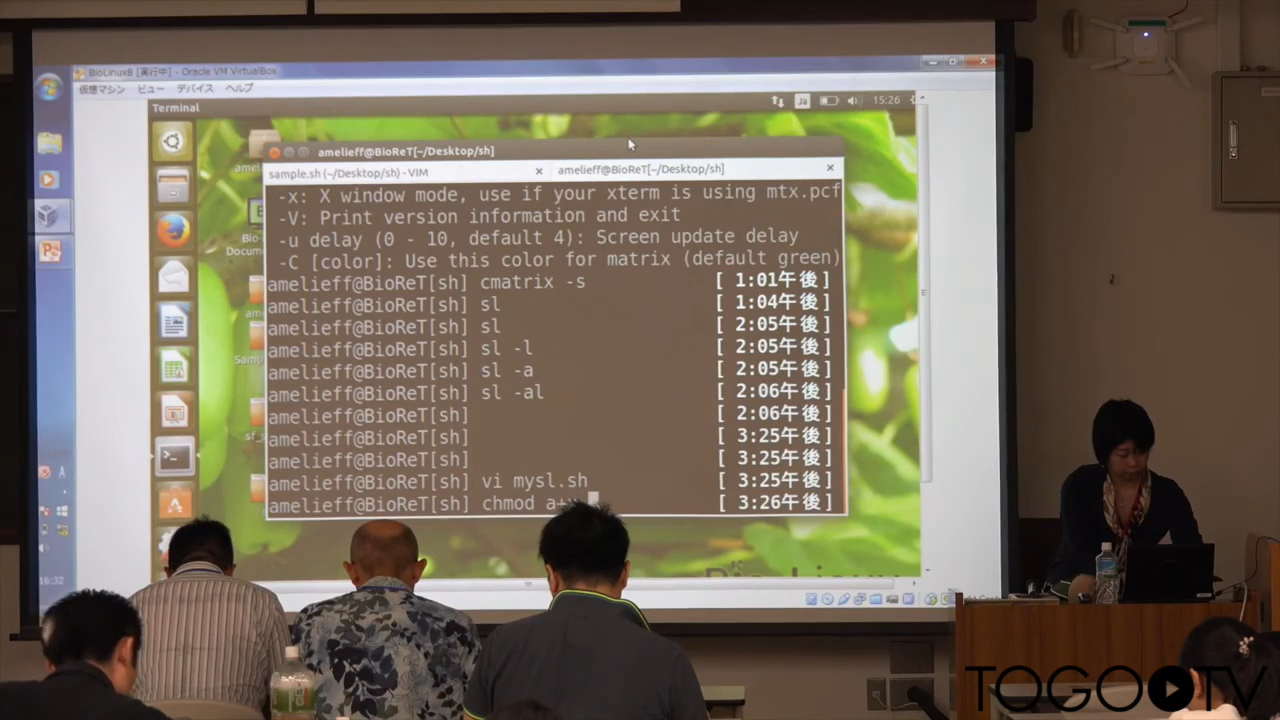 BioLinux8 [実行中] - Oracle VM VirtualBox
仮想マシン ビュー デバイス ヘルプ
Terminal
Ja
15:26
amelieff@BioReT[~/Desktop/sh]
sample.sh (~/Desktop/sh) - VIM
amelieff@BioReT[~/Desktop/sh]
-x: X window mode, use if your xterm is using mtx.pcf
-V: Print version information and exit
-u delay (0 - 10, default 4): Screen update delay
-C [color]: Use this color for matrix (default green)
amelieff@BioReT[sh] cmatrix -s [ 1:01午後]
amelieff@BioReT[sh] sl [ 1:04午後]
amelieff@BioReT[sh] sl [ 2:05午後]
amelieff@BioReT[sh] sl -l [ 2:05午後]
amelieff@BioReT[sh] sl -a [ 2:05午後]
amelieff@BioReT[sh] sl -al [ 2:06午後]
amelieff@BioReT[sh] [ 2:06午後]
amelieff@BioReT[sh] [ 3:25午後]
amelieff@BioReT[sh] [ 3:25午後]
amelieff@BioReT[sh] vi mysl.sh [ 3:25午後]
amelieff@BioReT[sh] chmod [ 3:26午後]
16:32
TOGOTV